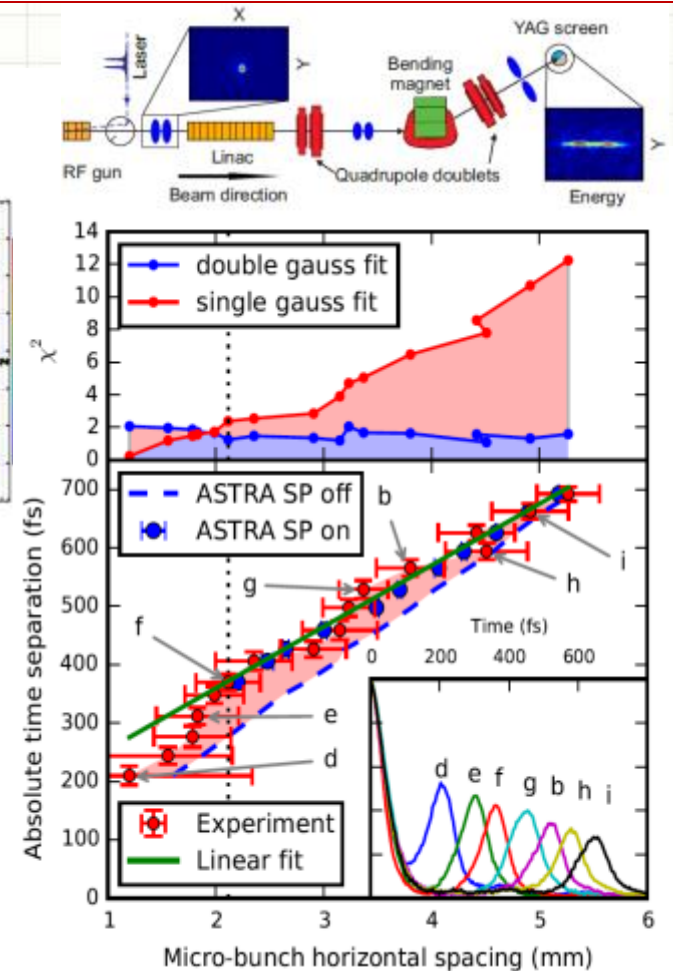 X
YAG screen
Laser
Y
Bending
magnet
RF gun
Linac
Beam direction
Quadrupole doublets
Y
Energy
14
12
10
8
6
4
2
0
χ²
double gauss fit
single gauss fit
700
600
500
400
300
200
100
0
Absolute time separation (fs)
ASTRA SP off
ASTRA SP on
b
g
i
h
f
e
d
Time (fs)
0 200 400 600
d e f g b h i
Experiment
Linear fit
1 2 3 4 5 6
Micro-bunch horizontal spacing (mm)